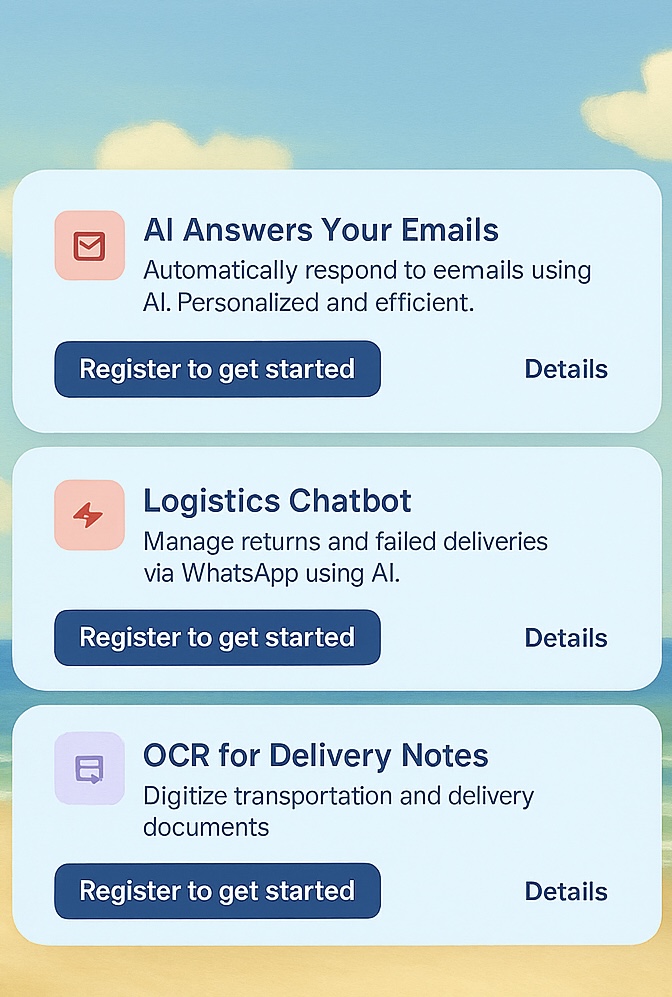 AI Answers Your Emails
Automatically respond to eemails using
AI. Personalized and efficient.
Register to get started
Details
Logistics Chatbot
Manage returns and failed deliveries
via WhatsApp using AI.
Register to get started
Details
OCR for Delivery Notes
Digitize transportation and delivery
documents
Register to get started
Details